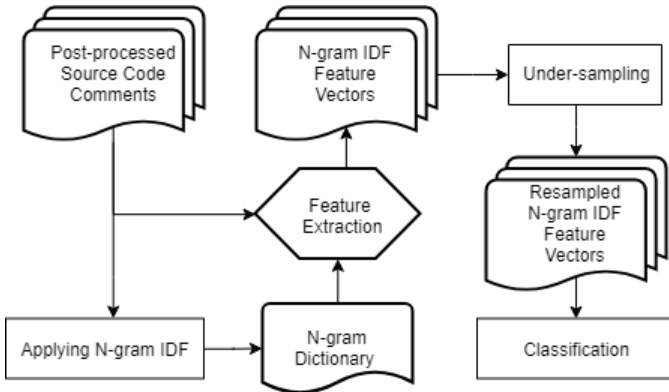 Post-processed
Source Code
Comments
N-gram IDF
Feature
Vectors
Under-sampling
Feature
Extraction
Resampled
N-gram IDF
Feature
Vectors
Applying N-gram IDF
N-gram
Dictionary
Classification